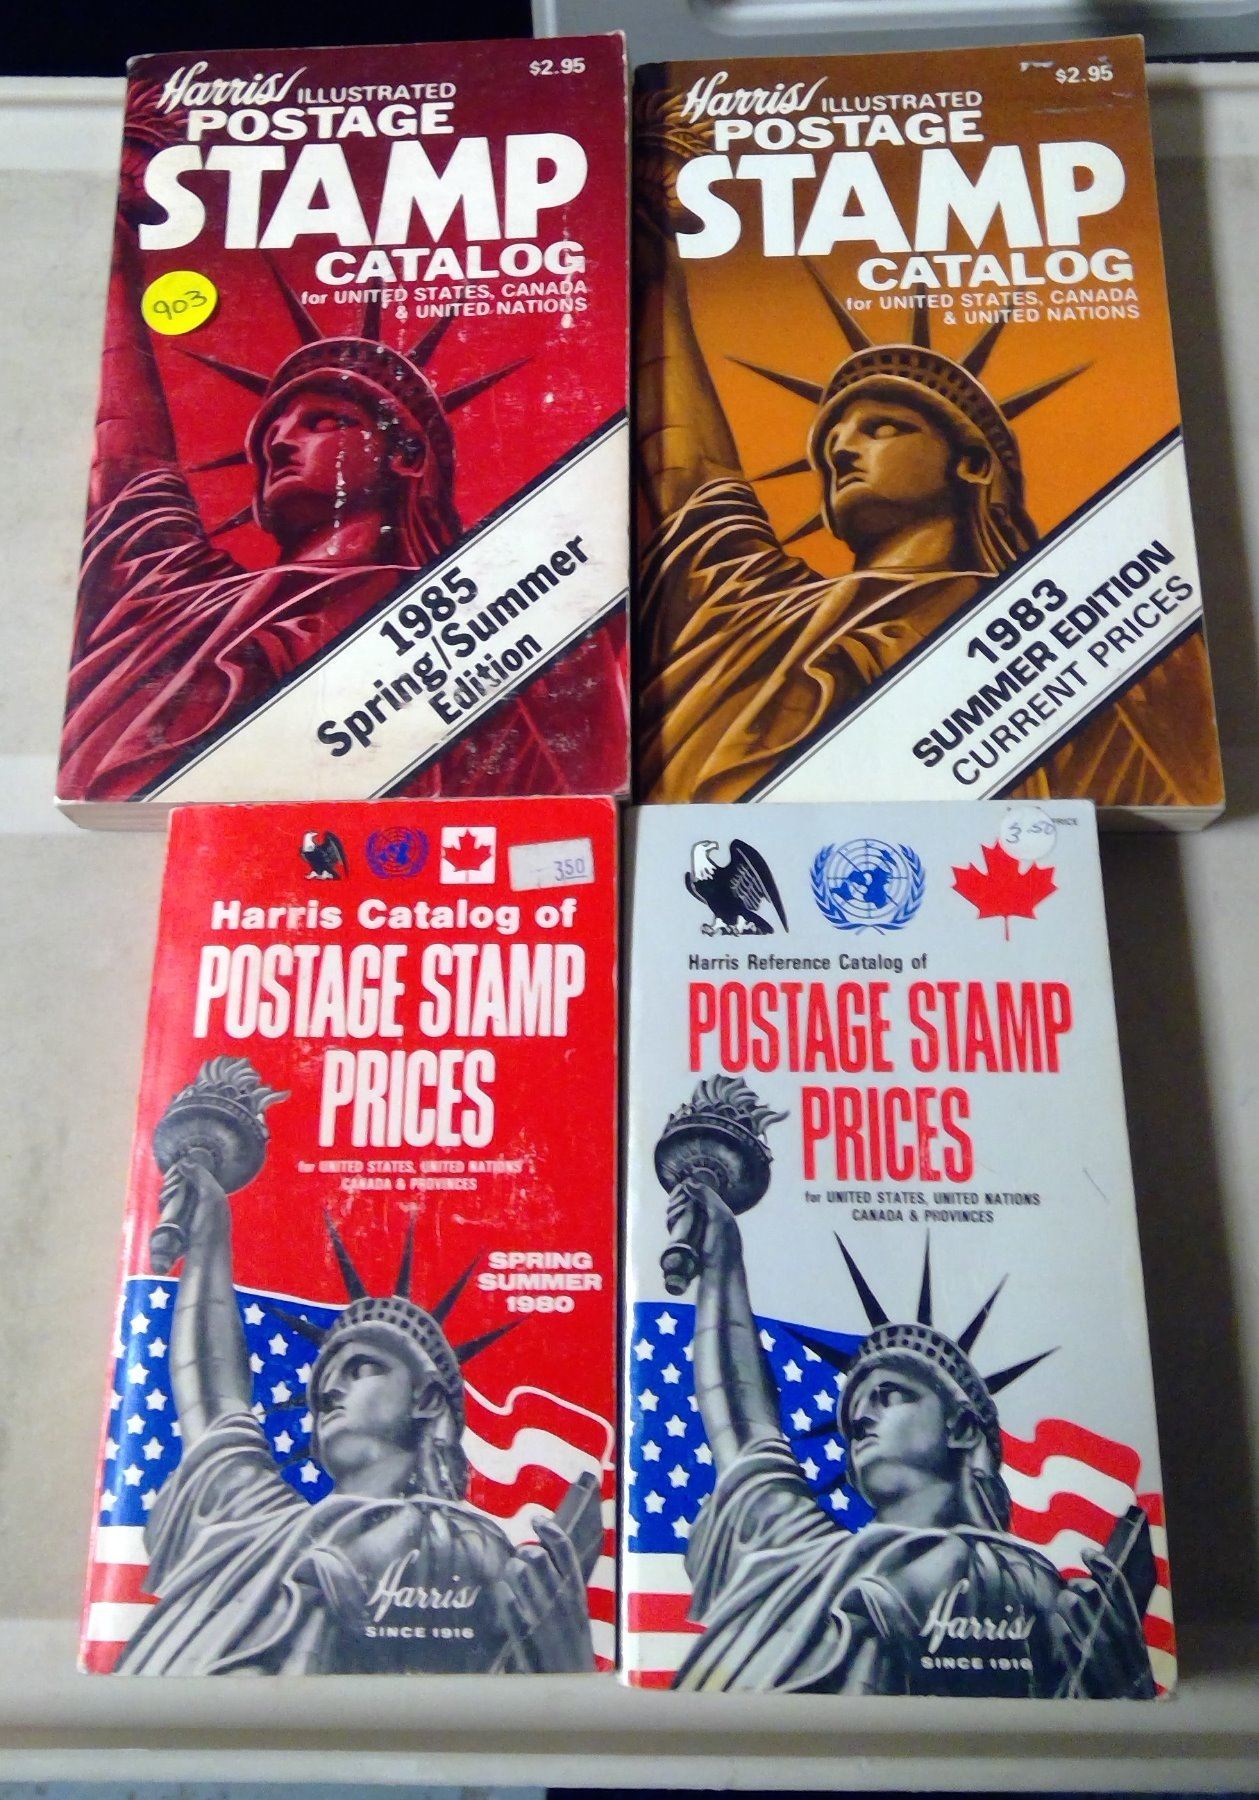 Harris ILLUSTRATED
$2.95
POSTAGE
STAMP
CATALOG
for UNITED STATES, CANADA
& UNITED NATIONS
903
1985
Spring/Summer
Edition
Harris ILLUSTRATED
$2.95
POSTAGE
STAMP
CATALOG
for UNITED STATES, CANADA
& UNITED NATIONS
1983
SUMMER EDITION
CURRENT PRICES
350
Harris Catalog of
POSTAGE STAMP
PRICES
for UNITED STATES, UNITED NATIONS
CANADA & PROVINCES
SPRING
SUMMER
1980
Harris
SINCE 1916
3.50
Harris Reference Catalog of
POSTAGE STAMP
PRICES
for UNITED STATES, UNITED NATIONS
CANADA & PROVINCES
Harris
SINCE 1916